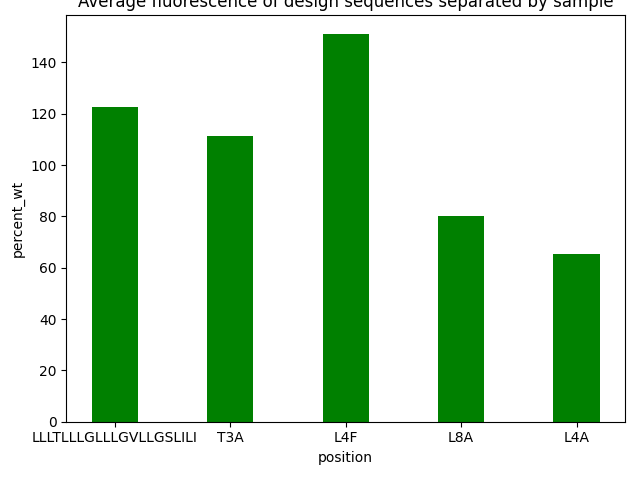 Average fluorescence of design sequences separated by sample
140
120
100
80
60
40
20
0
percent_wt
LLLTLLLGLLLGVLLGSLILI T3A L4F L8A L4A
position